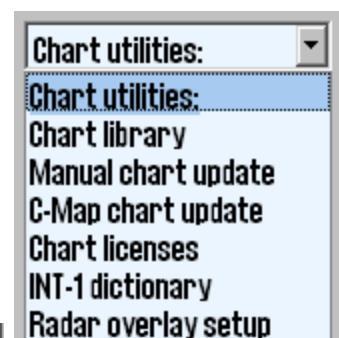 Chart utilities:
Chart utilities:
Chart library
Manual chart update
C-Map chart update
Chart licenses
INT-1 dictionary
Radar overlay setup